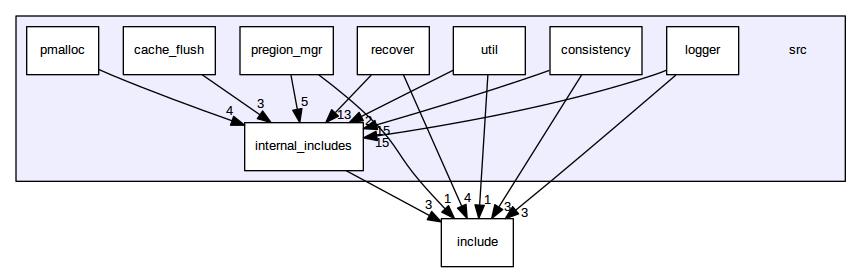 pmalloc
cache_flush
pregion_mgr
recover
util
consistency
logger
src
4
3
5
13
2
15
15
internal_includes
3
1
4
1
3
3
include